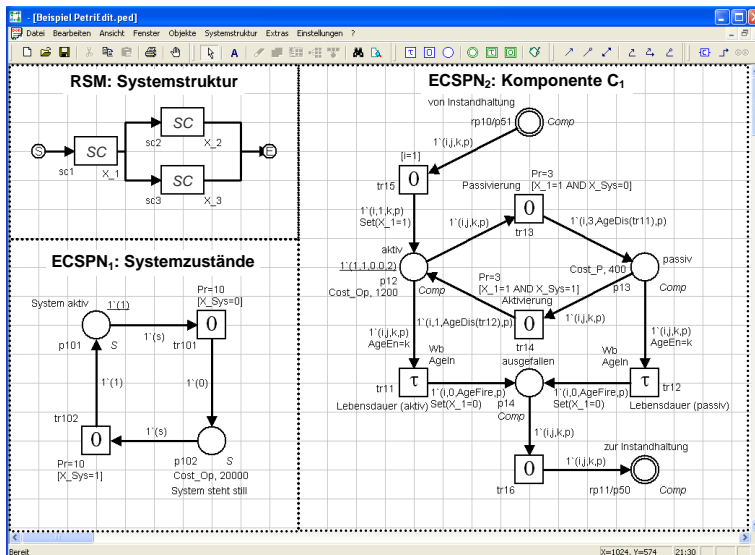 - [Beispiel PetriEdit.ped]
Datei Bearbeiten Ansicht Fenster Objekte Systemstruktur Extras Einstellungen ?
RSM: Systemstruktur
S
SC
sc1
X_1
SC
sc2
X_2
SC
sc3
X_3
E
ECSPN₁: Systemzustände
System aktiv
1`(1)
p101
S
1`(s)
Pr=10
[X_Sys=0]
0
tr101
1`(1)
1`(0)
tr102
0
Pr=10
[X_Sys=1]
1`(s)
p102
S
Cost_Op, 20000
System steht still
ECSPN₂: Komponente C₁
von Instandhaltung
rp10/p51
Comp
1`(i,j,k,p)
[i=1]
0
tr15
1`(i,1,k,p)
Set(X_1=1)
Pr=3
Passivierung
[X_1=1 AND X_Sys=0]
0
tr13
1`(i,j,k,p)
1`(i,3,AgeDis(tr11),p)
aktiv
1`(1,1,0.0,2)
p12
Cost_Op, 1200
Comp
passiv
Cost_P, 400
p13
Comp
Pr=3
[X_1=1 AND X_Sys=1]
Aktivierung
0
tr14
1`(i,1,AgeDis(tr12),p)
1`(i,j,k,p)
1`(i,j,k,p)
AgeEn=k
1`(i,j,k,p)
AgeEn=k
Wb
AgeIn
τ
tr11
Lebensdauer (aktiv)
1`(i,0,AgeFire,p)
Set(X_1=0)
ausgefallen
p14
Comp
1`(i,0,AgeFire,p)
Set(X_1=0)
Wb
AgeIn
τ
tr12
Lebensdauer (passiv)
1`(i,j,k,p)
0
tr16
1`(i,j,k,p)
zur Instandhaltung
rp11/p50
Comp
Bereit
X=1024, Y=574
21:30